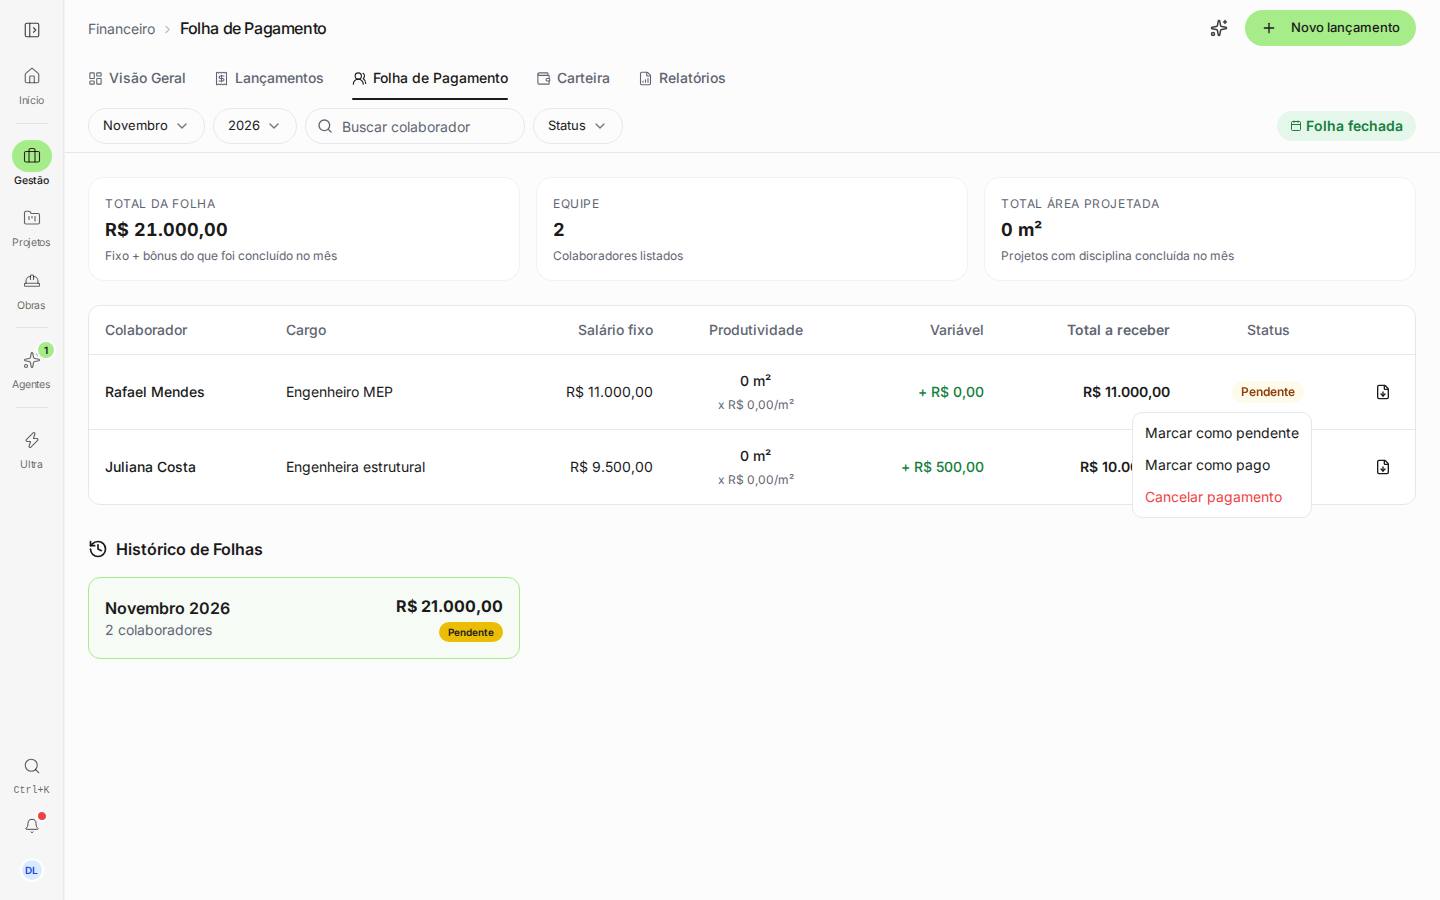 Financeiro > Folha de Pagamento
Novo lançamento
Visão Geral
Lançamentos
Folha de Pagamento
Carteira
Relatórios
Novembro
2026
Buscar colaborador
Status
Folha fechada
Início
Gestão
Projetos
Obras
1
Agentes
Ultra
Ctrl+K
DL
TOTAL DA FOLHA
R$ 21.000,00
Fixo + bônus do que foi concluído no mês
EQUIPE
2
Colaboradores listados
TOTAL ÁREA PROJETADA
0 m²
Projetos com disciplina concluída no mês
Colaborador Cargo Salário fixo Produtividade Variável Total a receber Status
Rafael Mendes Engenheiro MEP R$ 11.000,00 0 m² + R$ 0,00 R$ 11.000,00 Pendente
x R$ 0,00/m²
Juliana Costa Engenheira estrutural R$ 9.500,00 0 m² + R$ 500,00
x R$ 0,00/m²
R$ 10.0
Marcar como pendente
Marcar como pago
Cancelar pagamento
Histórico de Folhas
Novembro 2026 R$ 21.000,00
2 colaboradores Pendente